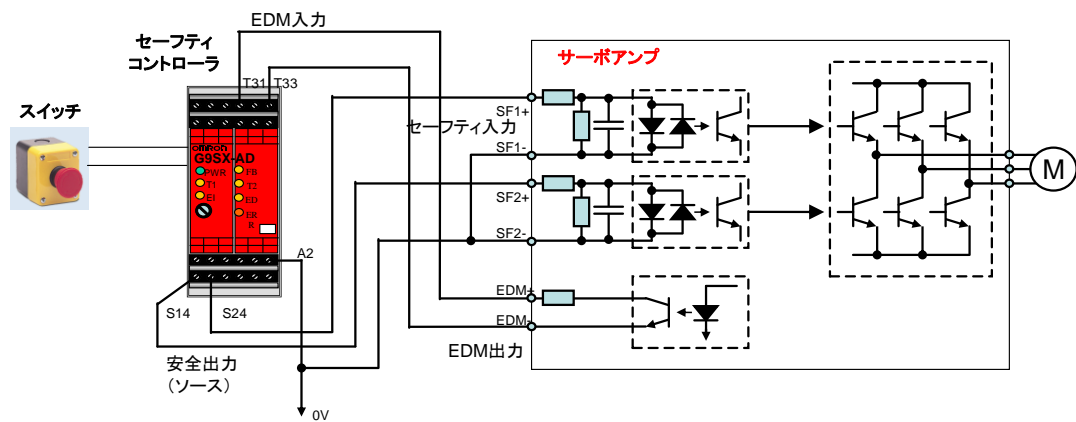 EDM入力
セーフティ
コントローラ
サーボアンプ
T31
T33
スイッチ
SF1+
セーフティ入力
SF1-
OMRON
G9SX-AD
PWR
FB
T1
T2
EI
ED
ER
R
SF2+
SF2-
A2
M
EDM+
EDM-
S14
S24
EDM出力
安全出力
（ソース）
0V